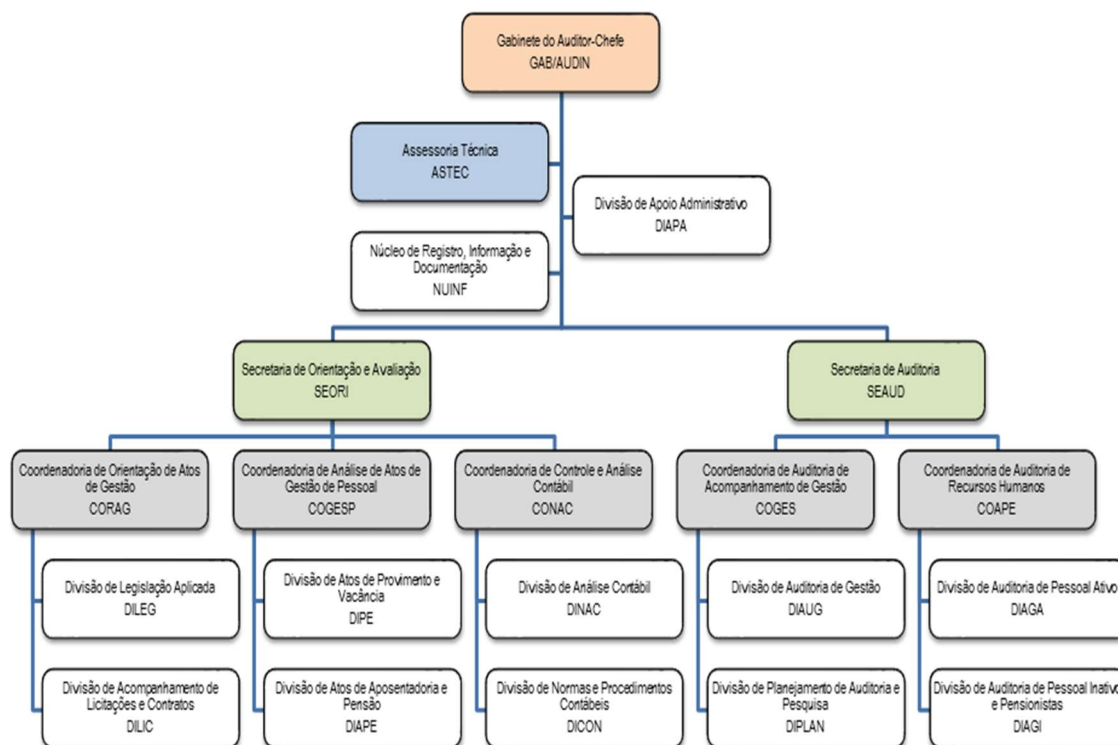 Gabinete do Auditor-Chefe
GAB/AUDIN
Assessoria Técnica
ASTEC
Divisão de Apoio Administrativo
DIAPA
Núcleo de Registro, Informação e
Documentação
NUINF
Secretaria de Orientação e Avaliação
SEORI
Secretaria de Auditoria
SEAUD
Coordenadoria de Orientação de Atos
de Gestão
CORAG
Coordenadoria de Análise de Atos de
Gestão de Pessoal
COGESP
Coordenadoria de Controle e Análise
Contábil
CONAC
Coordenadoria de Auditoria de
Acompanhamento de Gestão
COGES
Coordenadoria de Auditoria de
Recursos Humanos
COAPE
Divisão de Legislação Aplicada
DILEG
Divisão de Atos de Provimento e
Vacância
DIPE
Divisão de Análise Contábil
DINAC
Divisão de Auditoria de Gestão
DIAUG
Divisão de Auditoria de Pessoal Ativo
DIAGA
Divisão de Acompanhamento de
Licitações e Contratos
DILIC
Divisão de Atos de Aposentadoria e
Pensão
DIAPE
Divisão de Normas e Procedimentos
Contábeis
DICON
Divisão de Planejamento de Auditoria e
Pesquisa
DIPLAN
Divisão de Auditoria de Pessoal Inativo
e Pensionistas
DIAGI